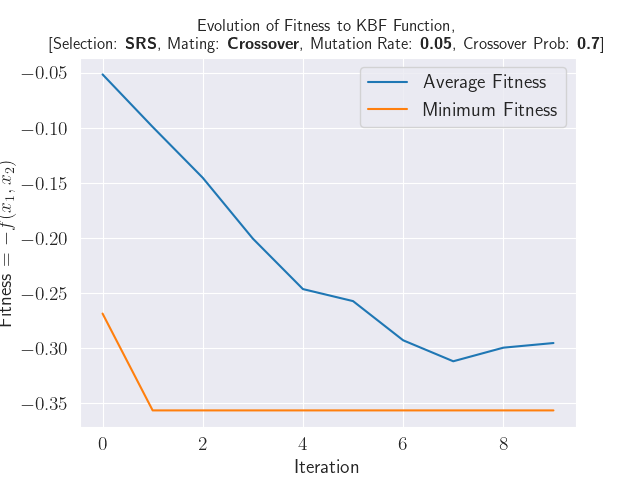 Evolution of Fitness to KBF Function,
[Selection: SRS, Mating: Crossover, Mutation Rate: 0.05, Crossover Prob: 0.7]
Average Fitness
Minimum Fitness
Fitness = −f(x₁, x₂)
−0.05
−0.10
−0.15
−0.20
−0.25
−0.30
−0.35
0 2 4 6 8
Iteration